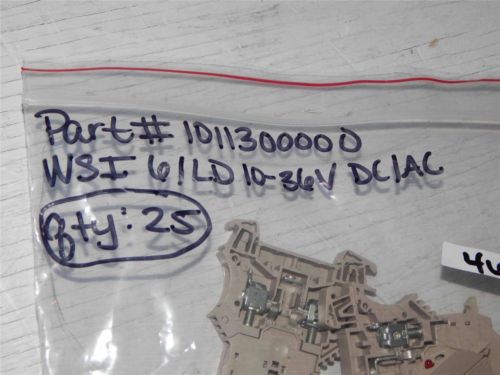 Part# 1011300000
WSI 6/LD 10-36V DC/AC
qty: 25